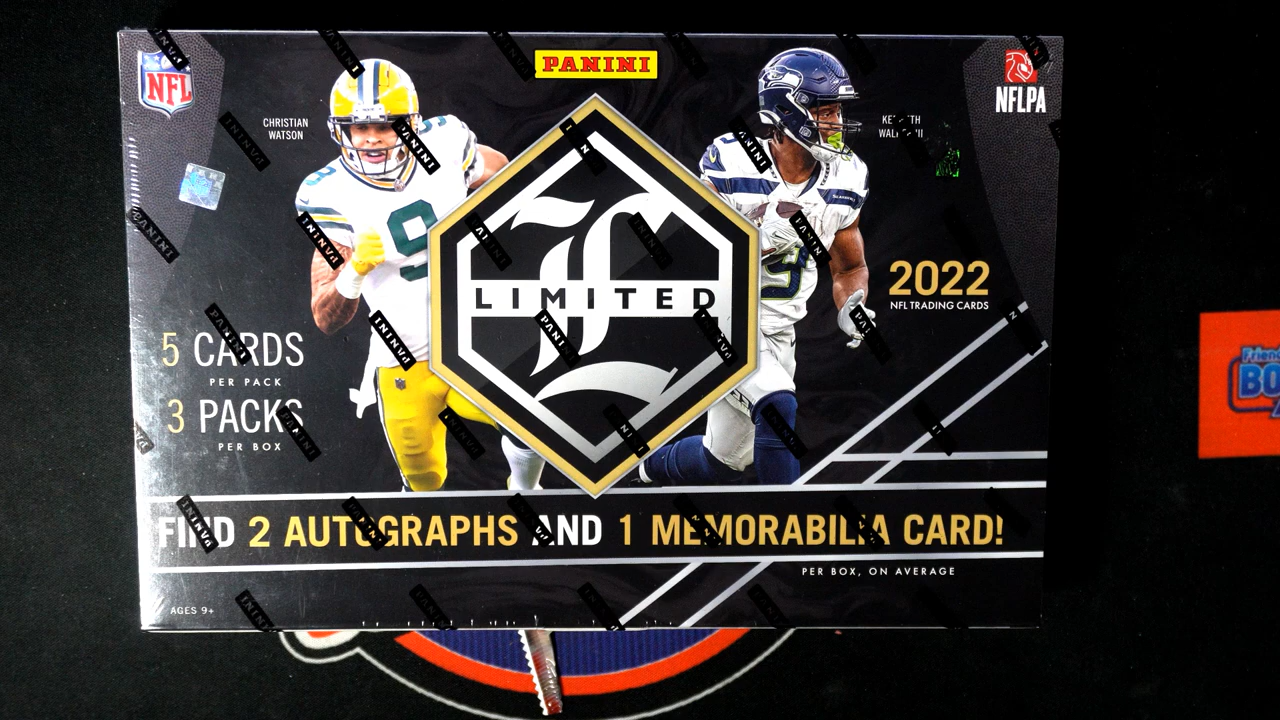 NFL
PANINI
NFLPA
CHRISTIAN
WATSON
LIMITED
2022
NFL TRADING CARDS
5 CARDS
PER PACK
3 PACKS
PER BOX
FIND 2 AUTOGRAPHS AND 1 MEMORABILIA CARD!
PER BOX, ON AVERAGE
AGES 9+